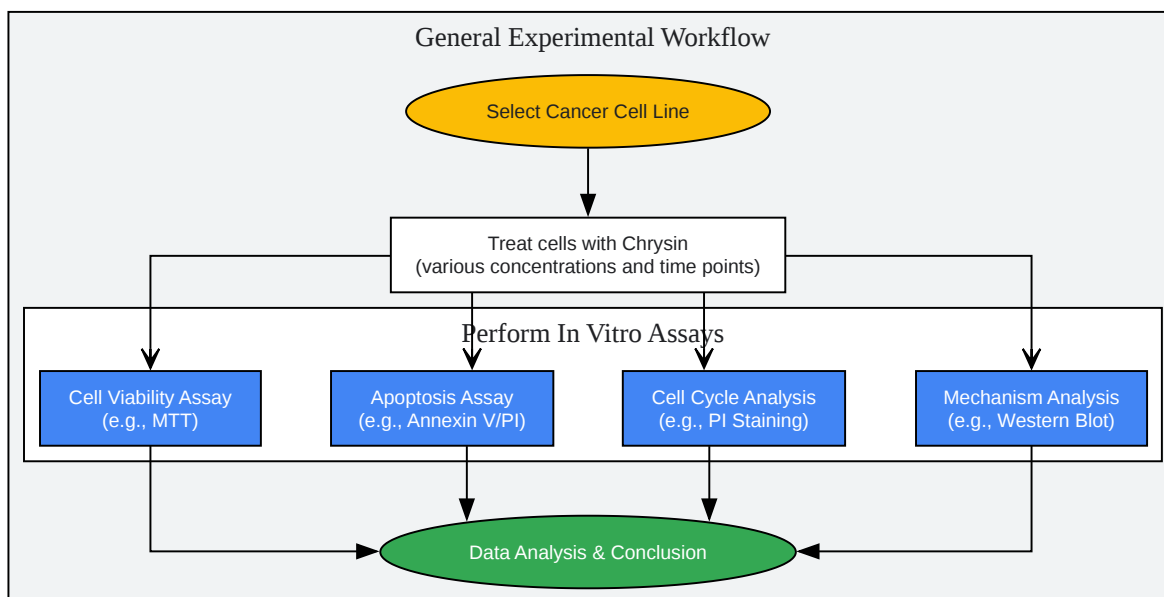 General Experimental Workflow
Select Cancer Cell Line
Treat cells with Chrysin
(various concentrations and time points)
Perform In Vitro Assays
Cell Viability Assay
(e.g., MTT)
Apoptosis Assay
(e.g., Annexin V/PI)
Cell Cycle Analysis
(e.g., PI Staining)
Mechanism Analysis
(e.g., Western Blot)
Data Analysis & Conclusion